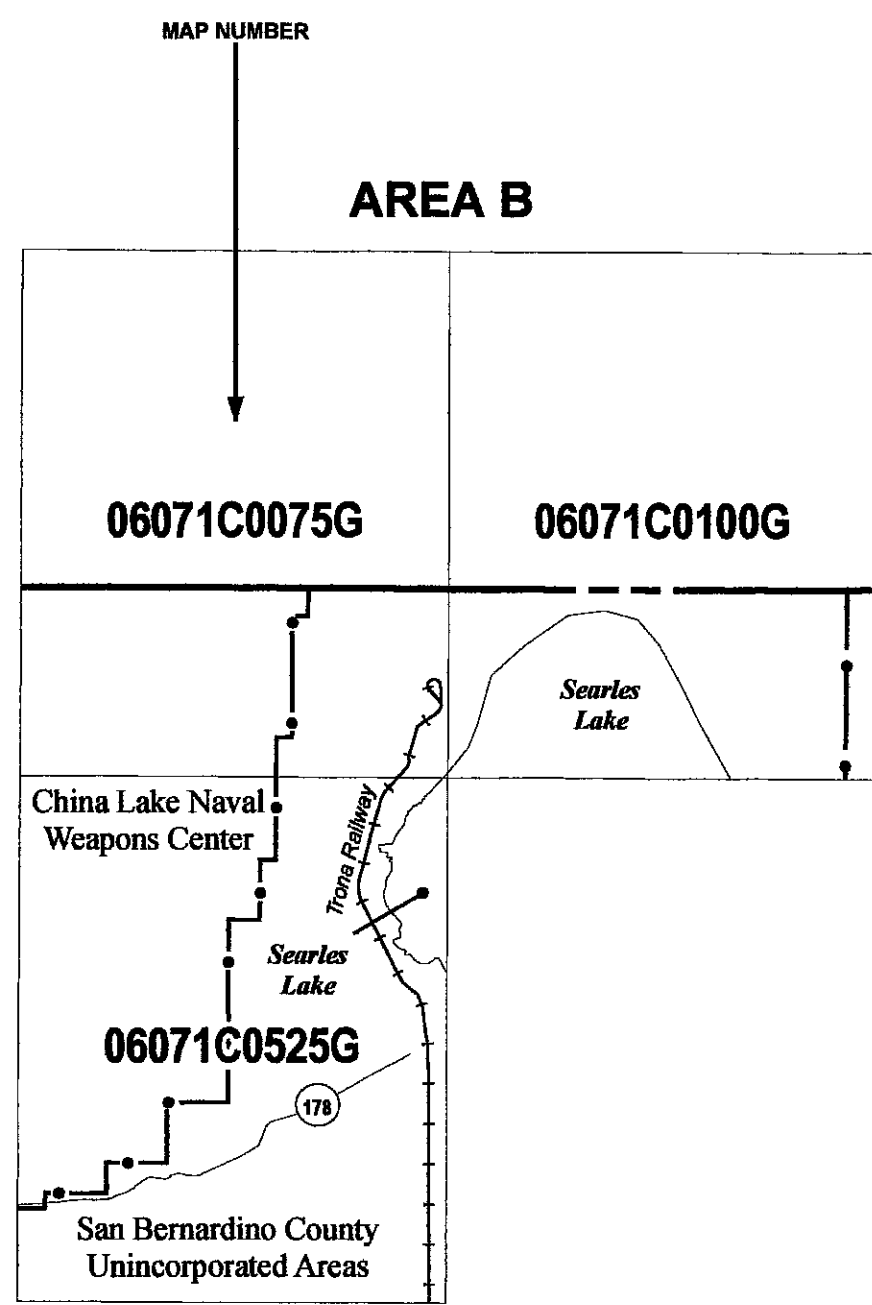 MAP NUMBER
AREA B
06071C0075G
06071C0100G
Searles
Lake
China Lake Naval
Weapons Center
Trona Railway
Searles
Lake
06071C0525G
178
San Bernardino County
Unincorporated Areas